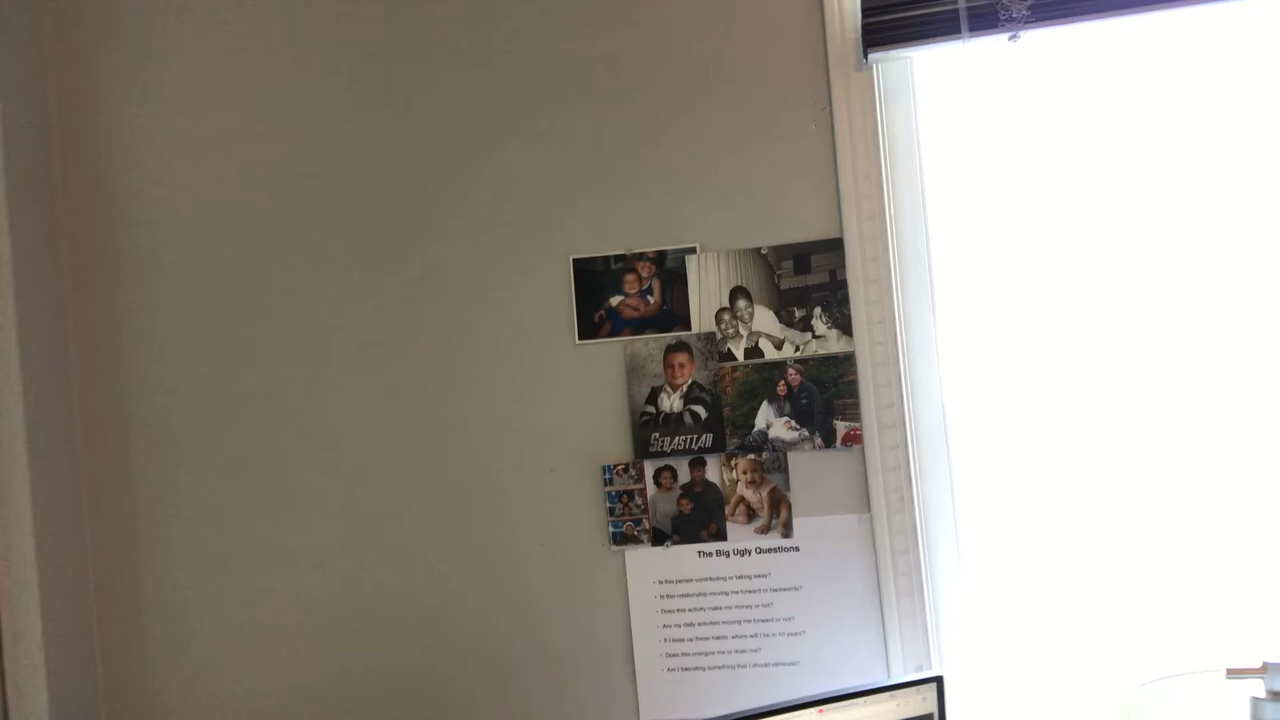 SEBASTIAN
The Big Ugly Questions
• Is this person contributing or taking away?
• Is this relationship moving me forward or backwards?
• Does this activity make me money or not?
• Are my daily activities moving me forward or not?
• If I keep up these habits, where will I be in 10 years?
• Does this energize me or drain me?
• Am I tolerating something that I should eliminate?